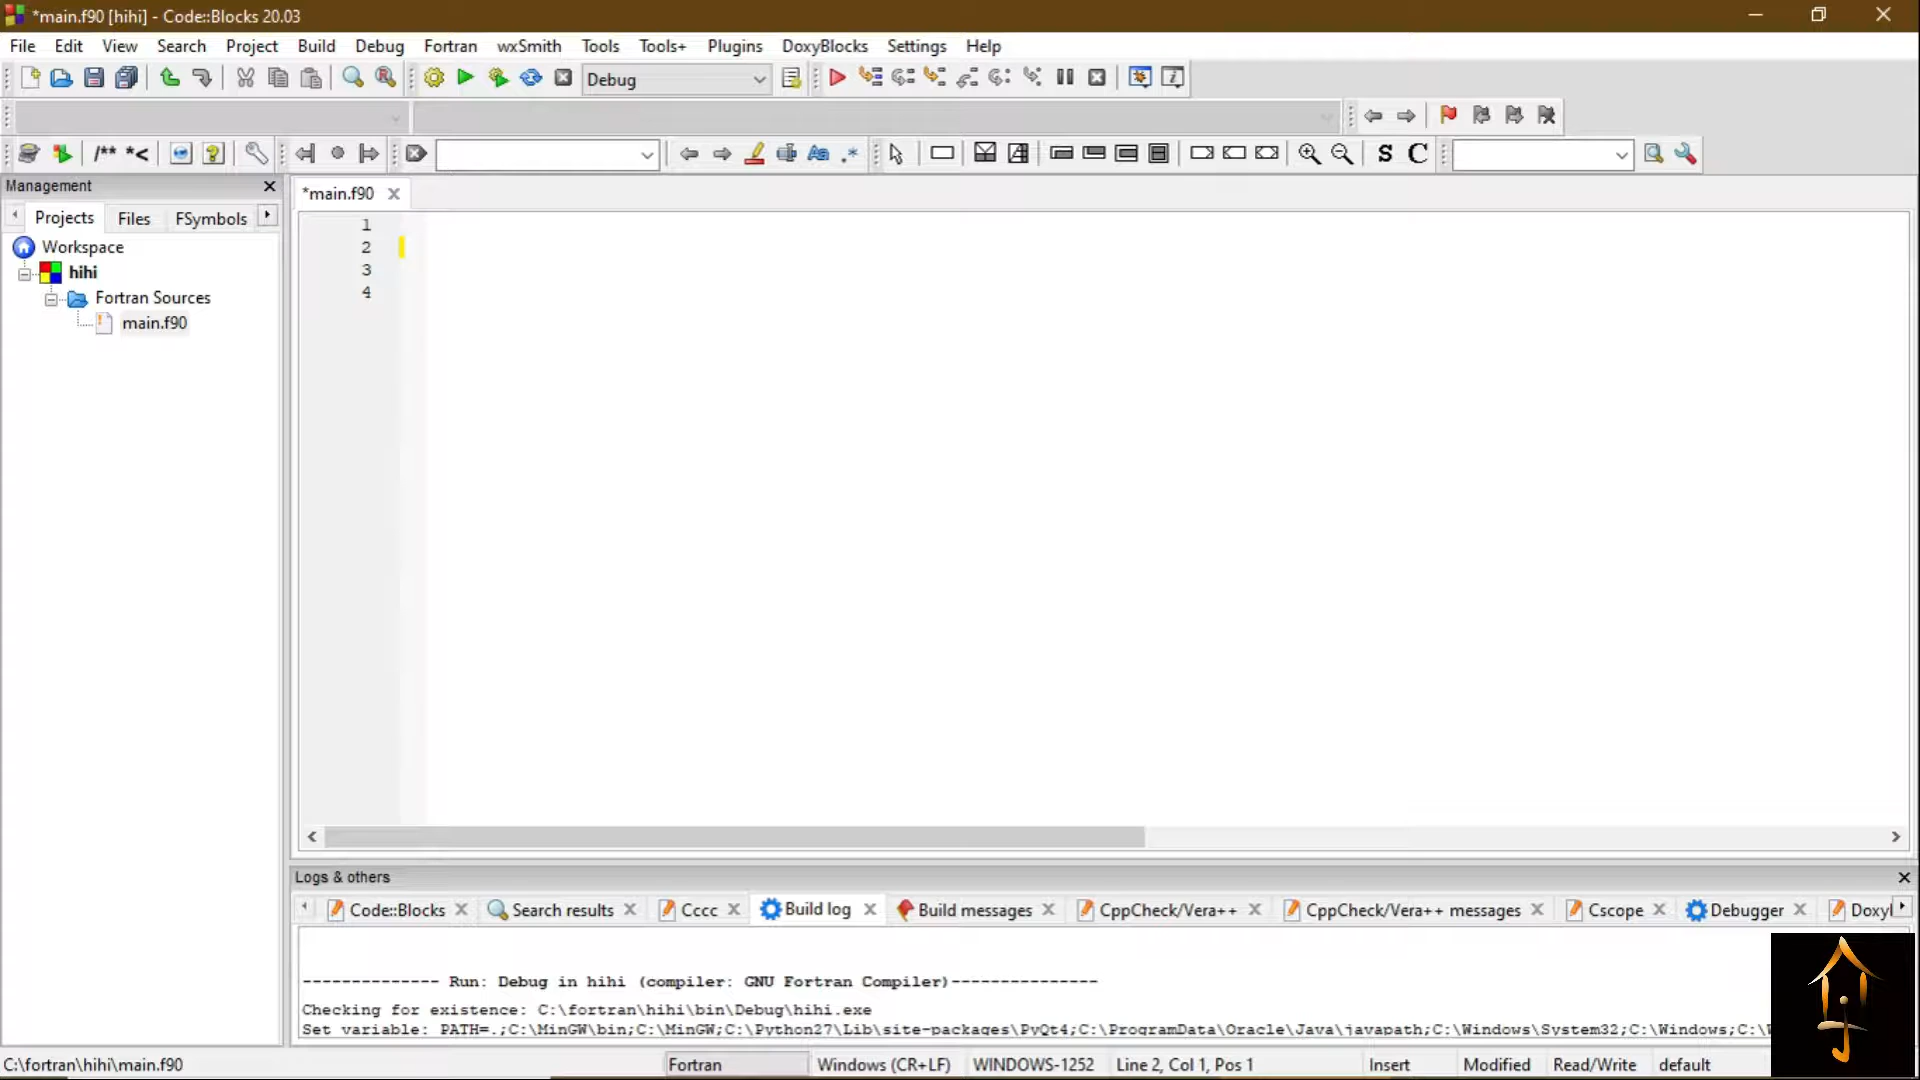 *main.f90 [hihi] - Code::Blocks 20.03
File Edit View Search Project Build Debug Fortran wxSmith Tools Tools+ Plugins DoxyBlocks Settings Help
Debug
/** *< S C
Management
Projects Files FSymbols
Workspace
hihi
Fortran Sources
main.f90
*main.f90
1
2
3
4
Logs & others
Code::Blocks Search results Cccc Build log Build messages CppCheck/Vera++ CppCheck/Vera++ messages Cscope Debugger Doxyl
-------------- Run: Debug in hihi (compiler: GNU Fortran Compiler)---------------
Checking for existence: C:\fortran\hihi\bin\Debug\hihi.exe
Set variable: PATH=.;C:\MinGW\bin;C:\MinGW;C:\Python27\Lib\site-packages\PyQt4;C:\ProgramData\Oracle\Java\javapath;C:\Windows\System32;C:\Windows;C:\W
C:\fortran\hihi\main.f90 Fortran Windows (CR+LF) WINDOWS-1252 Line 2, Col 1, Pos 1 Insert Modified Read/Write default